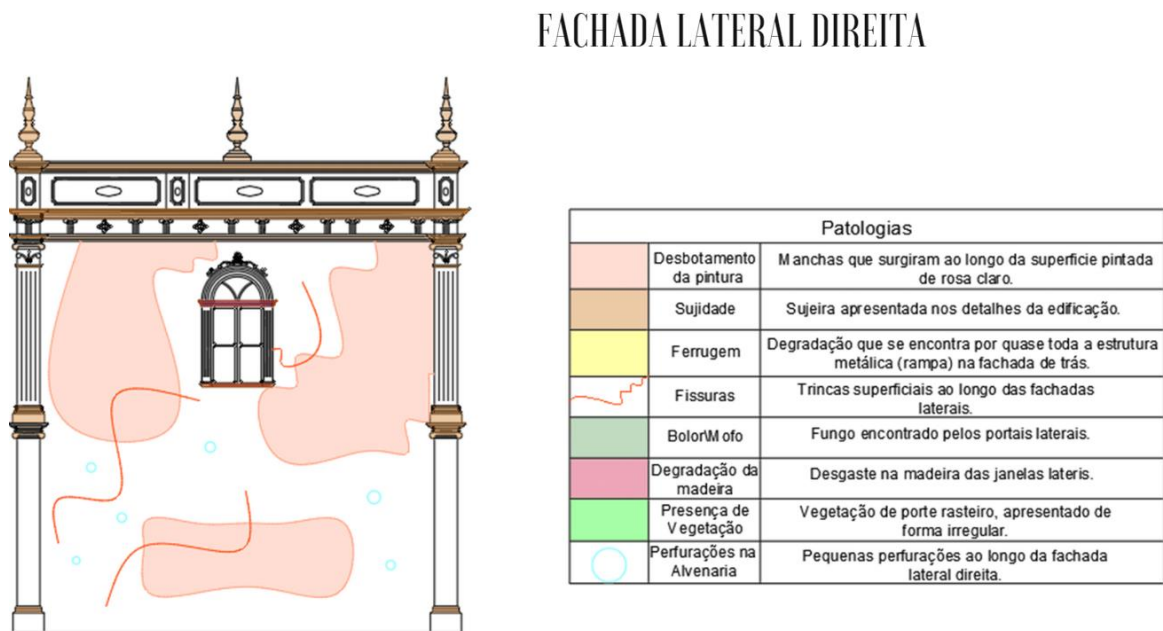 FACHADA LATERAL DIREITA
Patologias
Desbotamento
da pintura
Manchas que surgiram ao longo da superficie pintada
de rosa claro.
Sujidade
Sujeira apresentada nos detalhes da edificação.
Ferrugem
Degradação que se encontra por quase toda a estrutura
metálica (rampa) na fachada de trás.
Fissuras
Trincas superficiais ao longo das fachadas
laterais.
Bolor\Mofo
Fungo encontrado pelos portais laterais.
Degradação da
madeira
Desgaste na madeira das janelas lateris.
Presença de
Vegetação
Vegetação de porte rasteiro, apresentado de
forma irregular.
Perfurações na
Alvenaria
Pequenas perfurações ao longo da fachada
lateral direita.